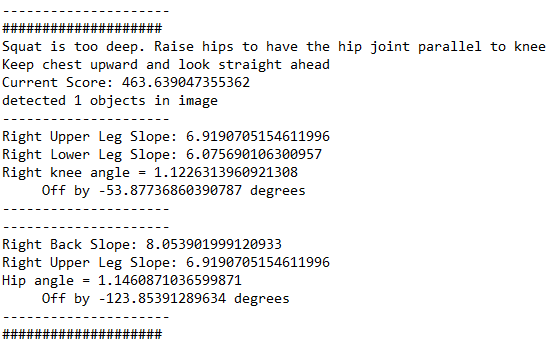 ---------------------
####################
Squat is too deep. Raise hips to have the hip joint parallel to knee
Keep chest upward and look straight ahead
Current Score: 463.639047355362
detected 1 objects in image
---------------------
Right Upper Leg Slope: 6.9190705154611996
Right Lower Leg Slope: 6.075690106300957
Right knee angle = 1.1226313960921308
     Off by -53.87736860390787 degrees
---------------------
---------------------
Right Back Slope: 8.053901999120933
Right Upper Leg Slope: 6.9190705154611996
Hip angle = 1.1460871036599871
     Off by -123.85391289634 degrees
---------------------
####################